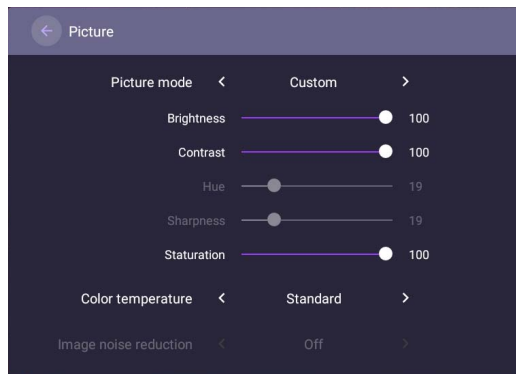 Picture
Picture mode < Custom >
Brightness 100
Contrast 100
Hue 19
Sharpness 19
Staturation 100
Color temperature < Standard >
Image noise reduction < Off >